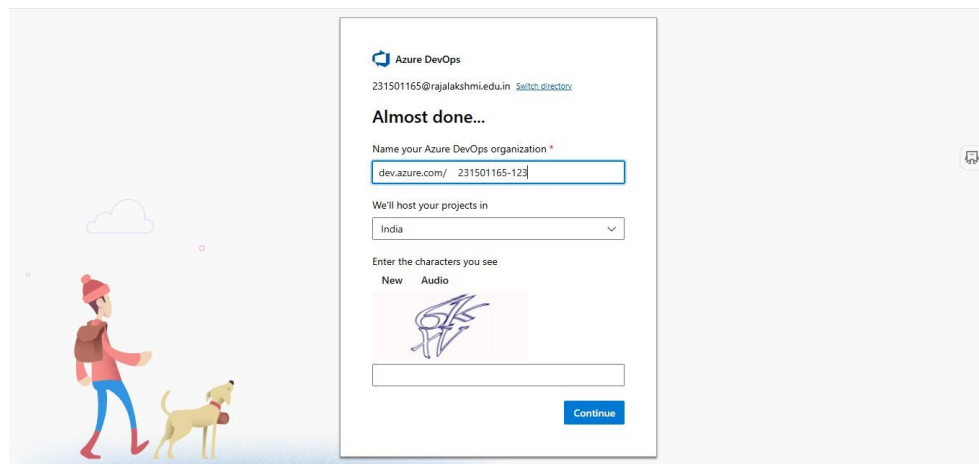 Azure DevOps
231501165@rajalakshmi.edu.in Switch directory
Almost done...
Name your Azure DevOps organization *
dev.azure.com/ 231501165-123
We'll host your projects in
India
Enter the characters you see
New Audio
Continue